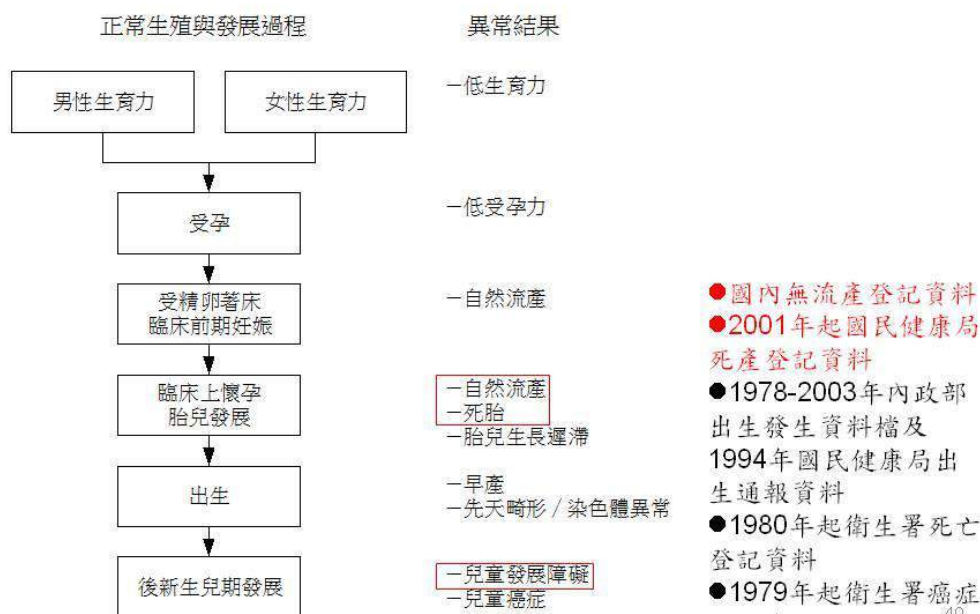 正常生殖與發展過程
異常結果
男性生育力
女性生育力
－低生育力
受孕
－低受孕力
受精卵著床
臨床前期妊娠
－自然流產
臨床上懷孕
胎兒發展
－自然流產
－死胎
－胎兒生長遲滯
出生
－早產
－先天畸形／染色體異常
後新生兒期發展
－兒童發展障礙
－兒童癌症
●國內無流產登記資料
●2001年起國民健康局
死產登記資料
●1978-2003年內政部
出生發生資料檔及
1994年國民健康局出
生通報資料
●1980年起衛生署死亡
登記資料
●1979年起衛生署癌症